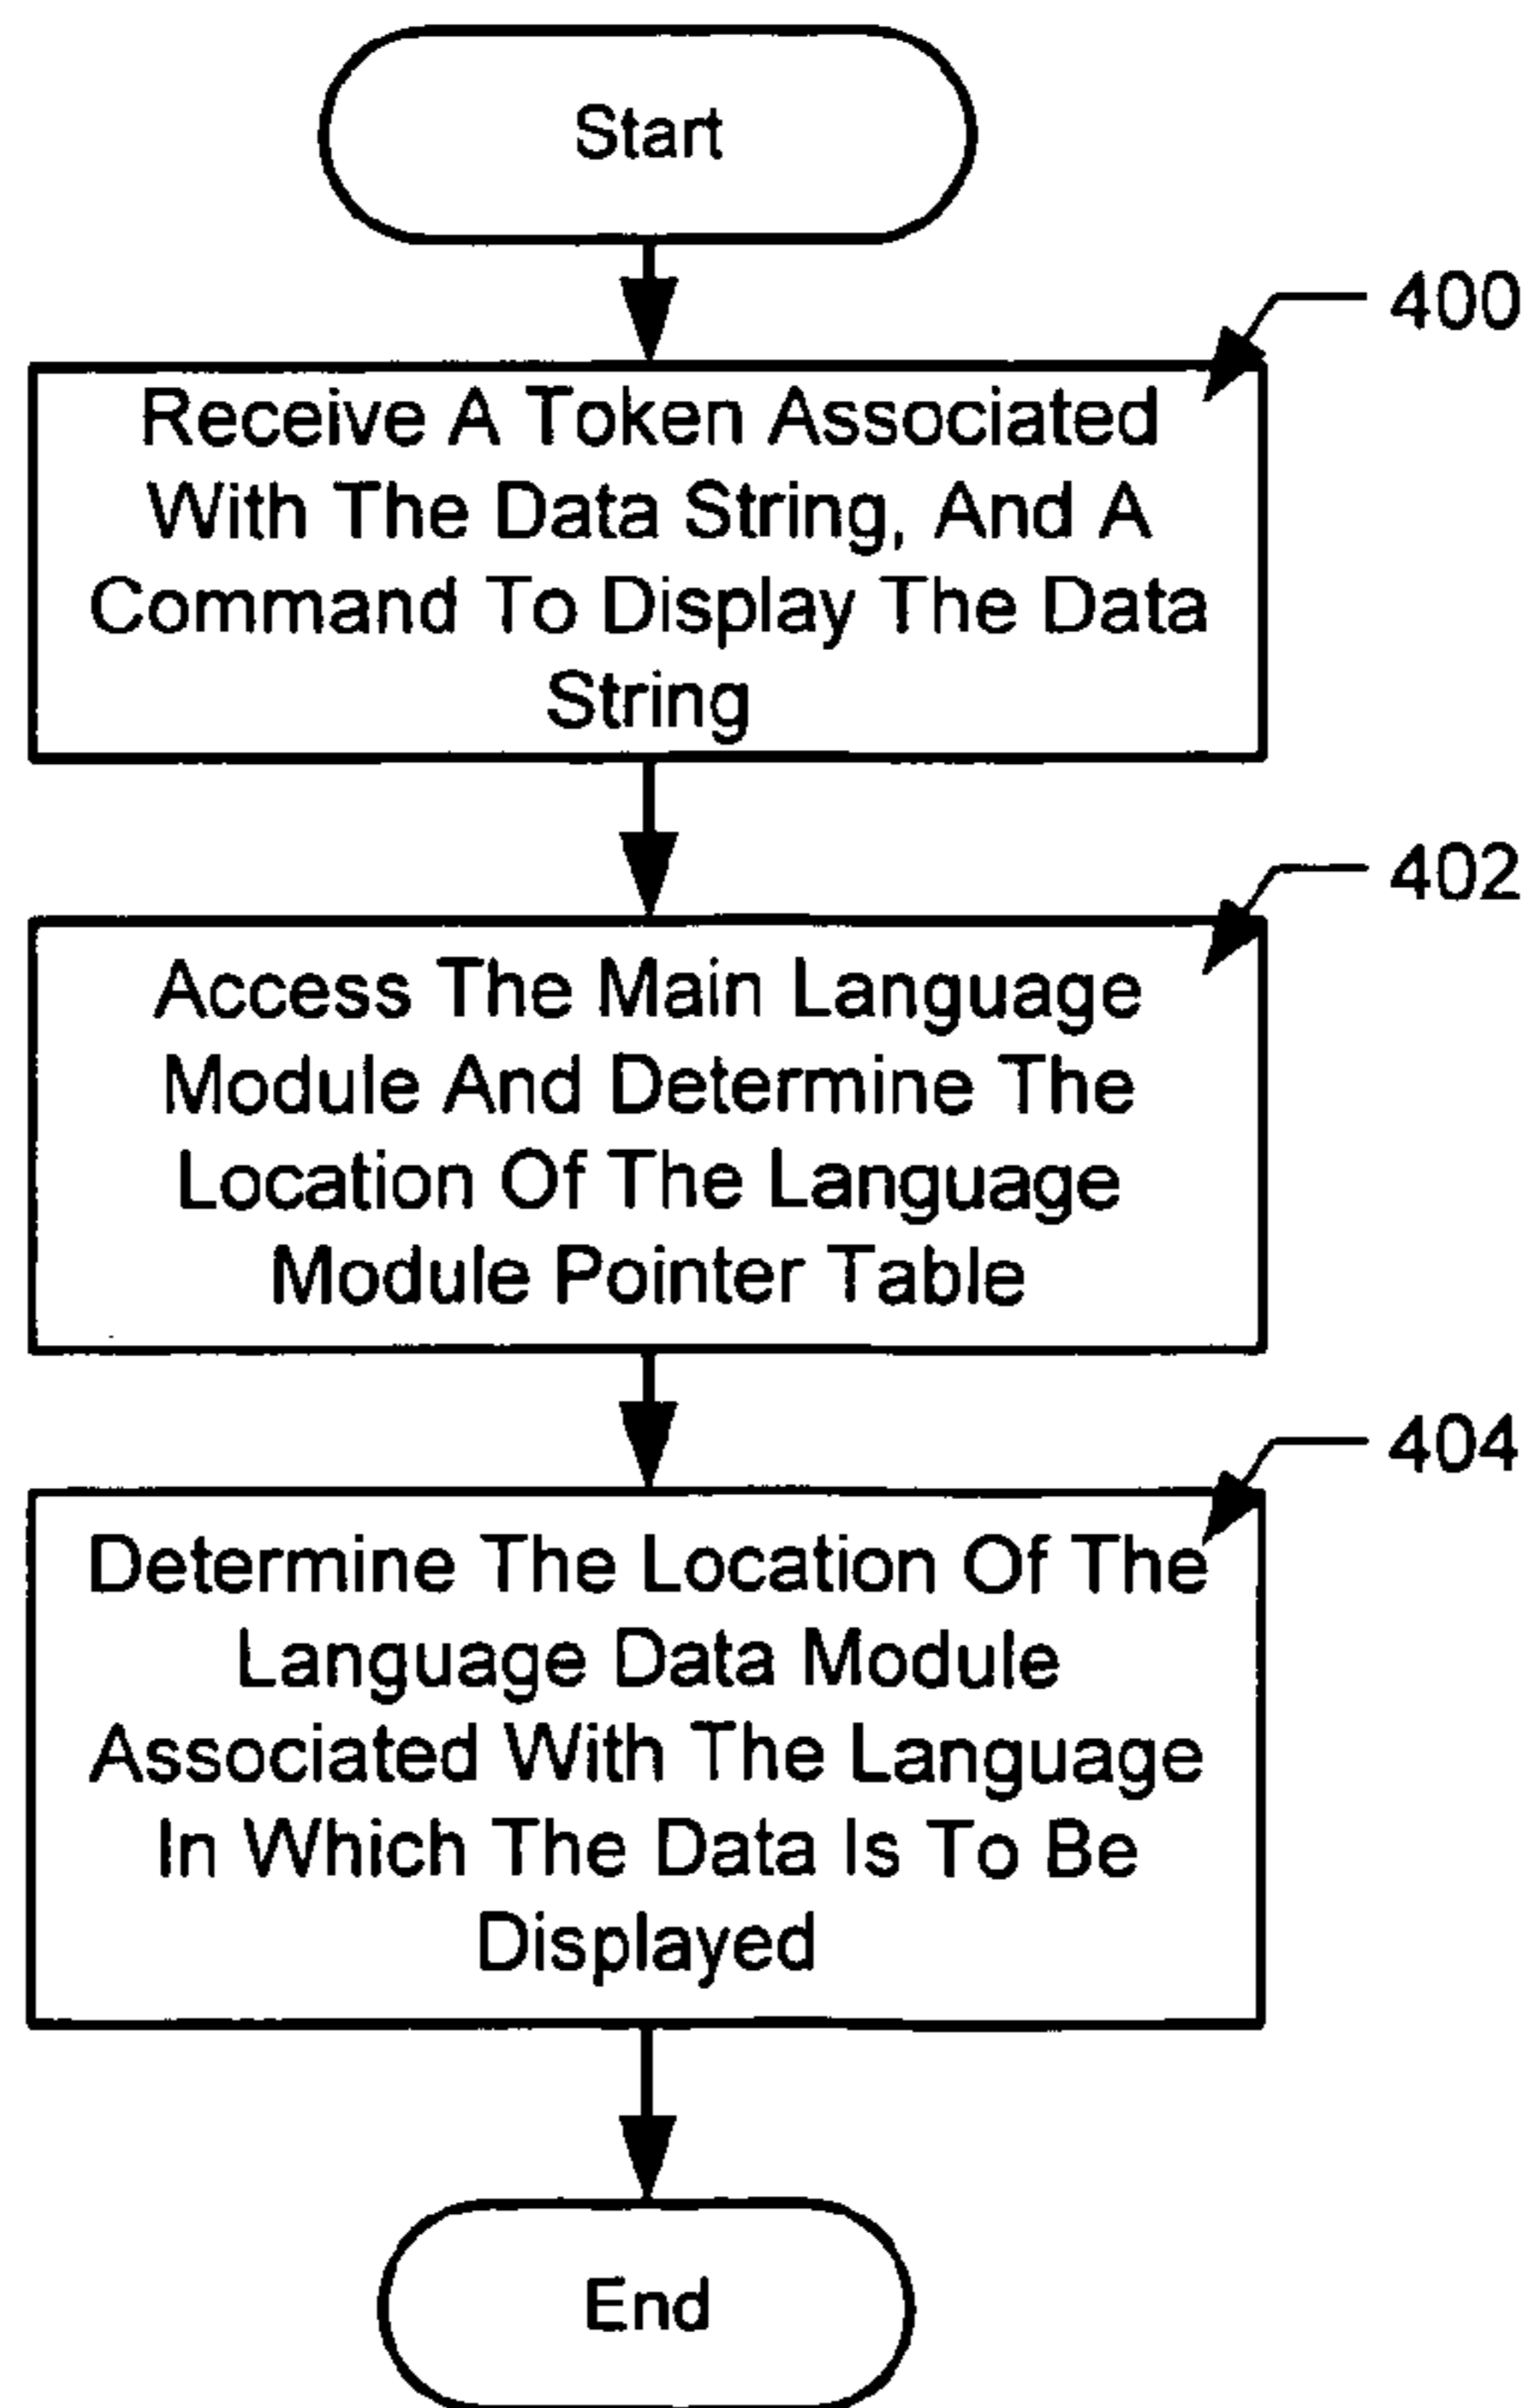 Start
400
Receive A Token Associated
With The Data String, And A
Command To Display The Data
String
402
Access The Main Language
Module And Determine The
Location Of The Language
Module Pointer Table
404
Determine The Location Of The
Language Data Module
Associated With The Language
In Which The Data Is To Be
Displayed
End